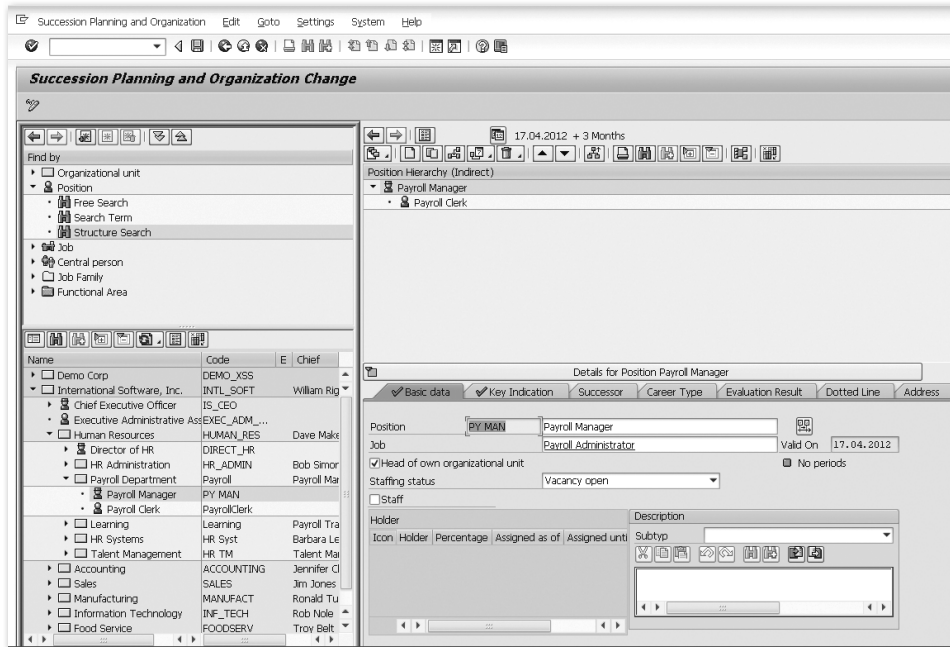 Succession Planning and Organization Edit Goto Settings System Help
Succession Planning and Organization Change
17.04.2012 + 3 Months
Find by
Organizational unit
Position
Free Search
Search Term
Structure Search
Job
Central person
Job Family
Functional Area
Position Hierarchy (Indirect)
Payroll Manager
Payroll Clerk
Name Code E Chief
Demo Corp DEMO_XSS
International Software, Inc. INTL_SOFT William Rig
Chief Executive Officer IS_CEO
Executive Administrative Ass EXEC_ADM_...
Human Resources HUMAN_RES Dave Make
Director of HR DIRECT_HR
HR Administration HR_ADMIN Bob Simor
Payroll Department Payroll Payroll Mar
Payroll Manager PY MAN
Payroll Clerk PayrollClerk
Learning Learning Payroll Tra
HR Systems HR Syst Barbara Le
Talent Management HR TM Talent Mai
Accounting ACCOUNTING Jennifer Cl
Sales SALES Jim Jones
Manufacturing MANUFACT Ronald Tu
Information Technology INF_TECH Rob Nole
Food Service FOODSERV Troy Belt
Details for Position Payroll Manager
Basic data Key Indication Successor Career Type Evaluation Result Dotted Line Address
Position PY MAN Payroll Manager
Job Payroll Administrator Valid On 17.04.2012
Head of own organizational unit No periods
Staffing status Vacancy open
Staff
Holder
Icon Holder Percentage Assigned as of Assigned unti
Description
Subtyp